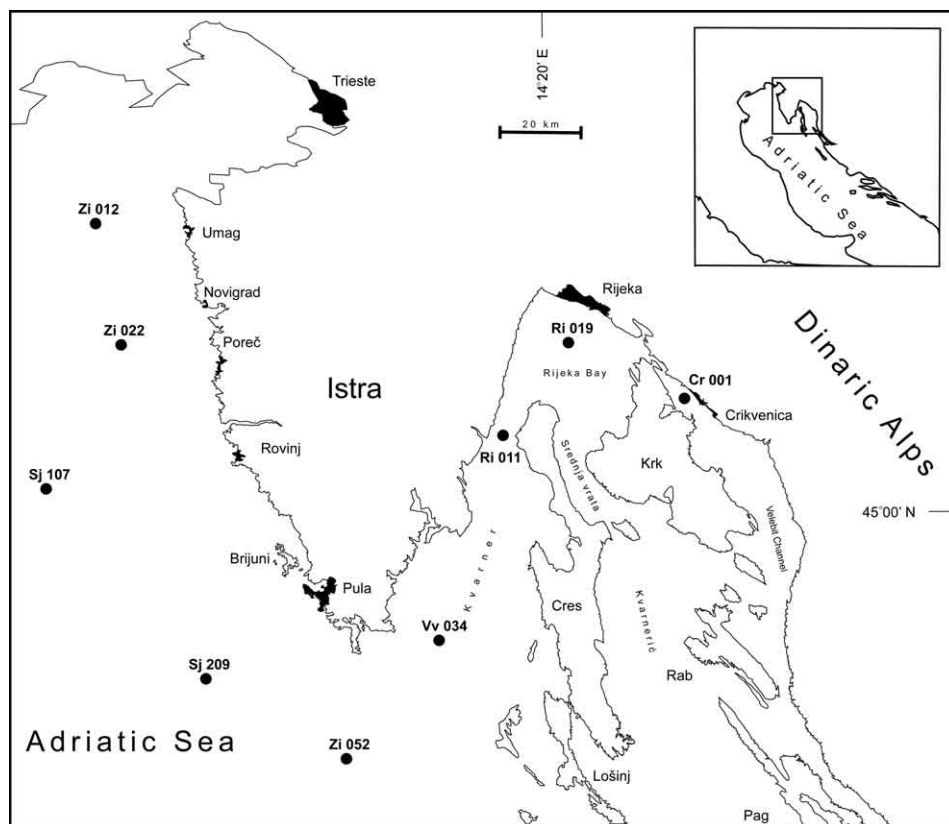 Trieste
14°20' E
20 km
Adriatic Sea
Zi 012
Umag
Novigrad
Zi 022
Poreč
Istra
Rijeka
Ri 019
Rijeka Bay
Dinaric Alps
Cr 001
Crikvenica
Rovinj
Ri 011
Srednja vrata
Krk
Sj 107
45°00' N
Velebit Channel
Brijuni
Pula
Kvarner
Cres
Kvarnerić
Vv 034
Rab
Sj 209
Adriatic Sea
Zi 052
Lošinj
Pag